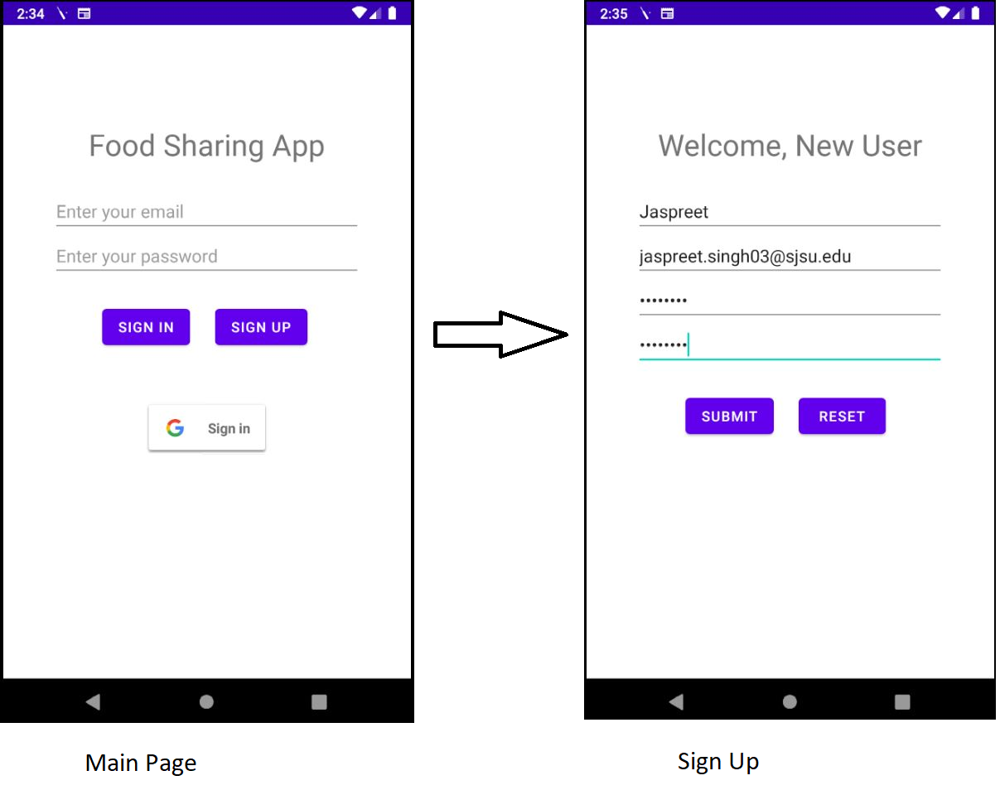 2:34
Food Sharing App
Enter your email
Enter your password
SIGN IN SIGN UP
Sign in
Main Page
2:35
Welcome, New User
Jaspreet
jaspreet.singh03@sjsu.edu
••••••••
••••••••
SUBMIT RESET
Sign Up